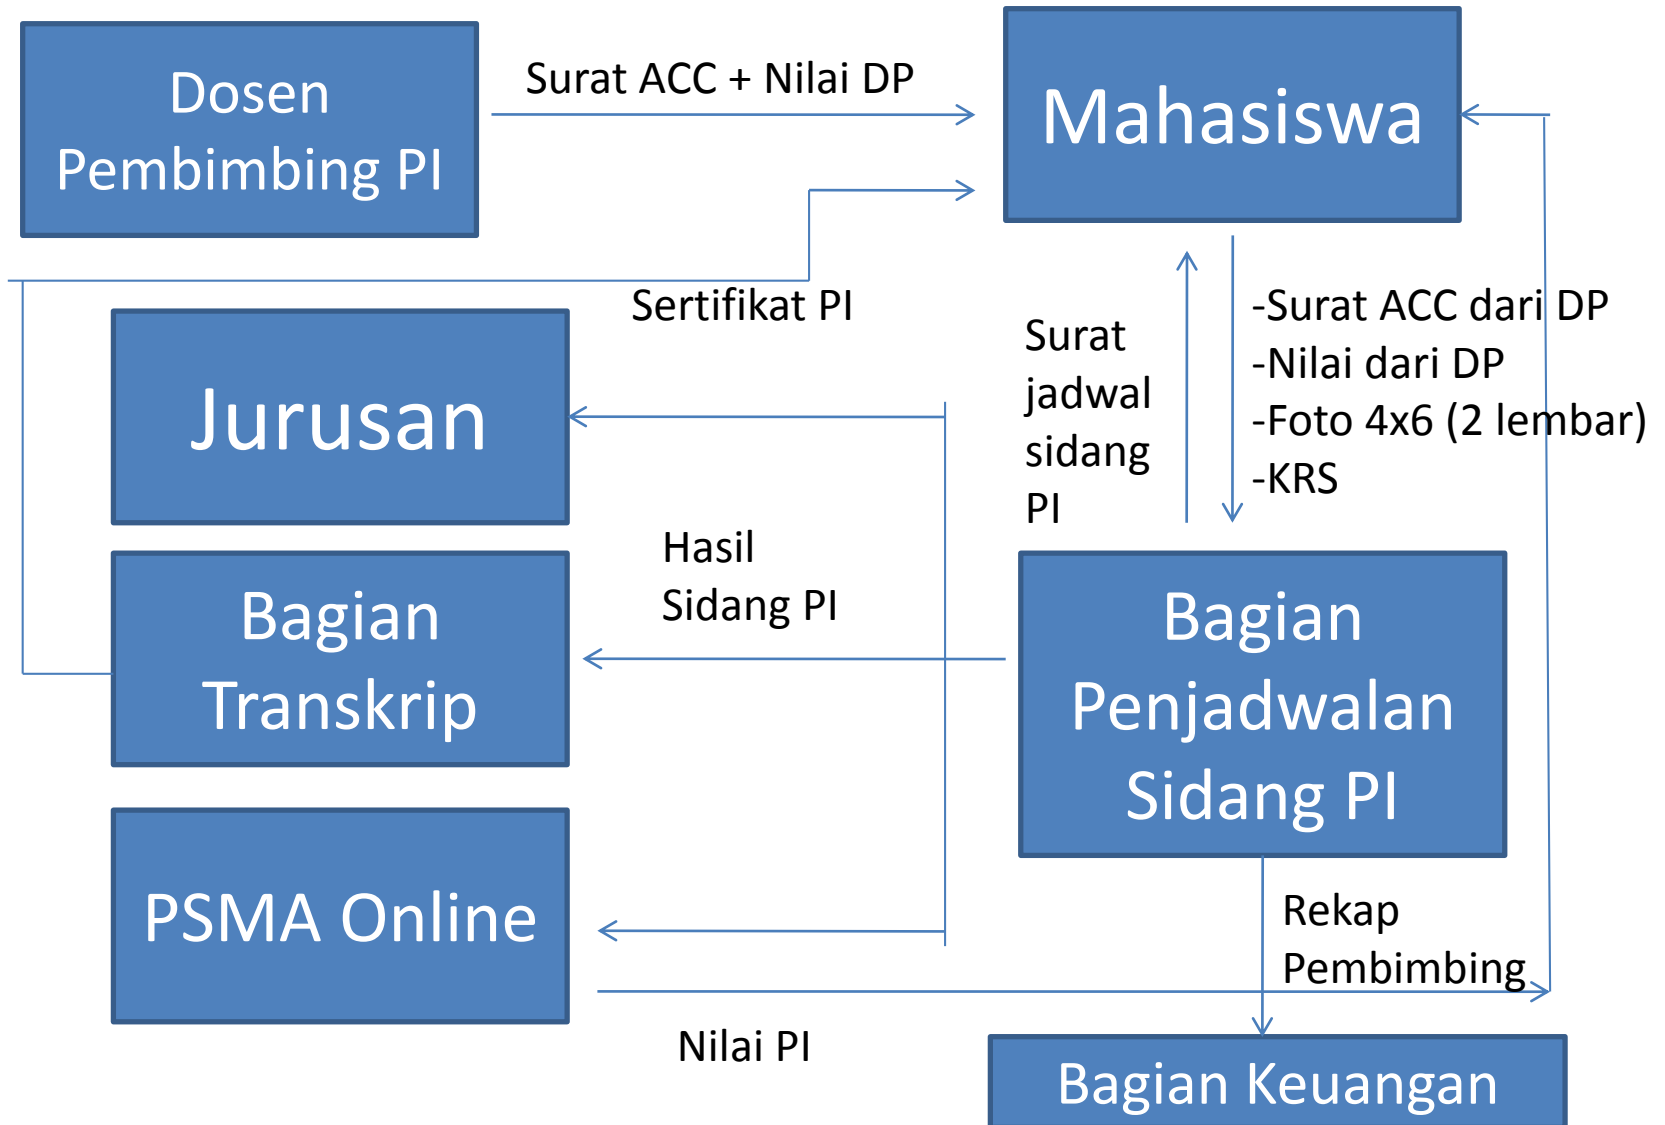 Dosen
Pembimbing PI
Surat ACC + Nilai DP
Mahasiswa
Sertifikat PI
Surat
jadwal
sidang
PI
-Surat ACC dari DP
-Nilai dari DP
-Foto 4x6 (2 lembar)
-KRS
Jurusan
Hasil
Sidang PI
Bagian
Transkrip
Bagian
Penjadwalan
Sidang PI
PSMA Online
Rekap
Pembimbing
Nilai PI
Bagian Keuangan